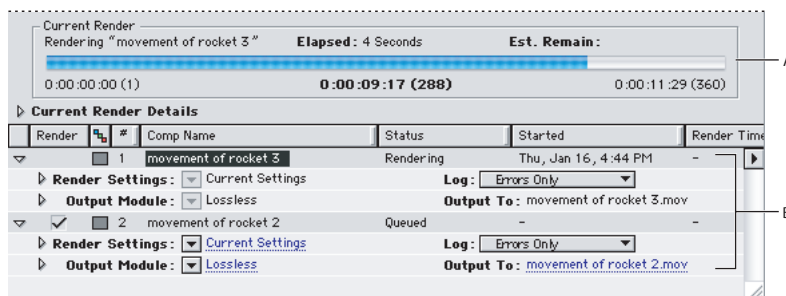 Current Render
Rendering "movement of rocket 3" Elapsed: 4 Seconds Est. Remain:
0:00:00:00 (1) 0:00:09:17 (288) 0:00:11:29 (360)
A
Current Render Details
Render # Comp Name Status Started Render Time
1 movement of rocket 3 Rendering Thu, Jan 16, 4:44 PM -
Render Settings: Current Settings Log: Errors Only
Output Module: Lossless Output To: movement of rocket 3.mov
B
2 movement of rocket 2 Queued - -
Render Settings: Current Settings Log: Errors Only
Output Module: Lossless Output To: movement of rocket 2.mov